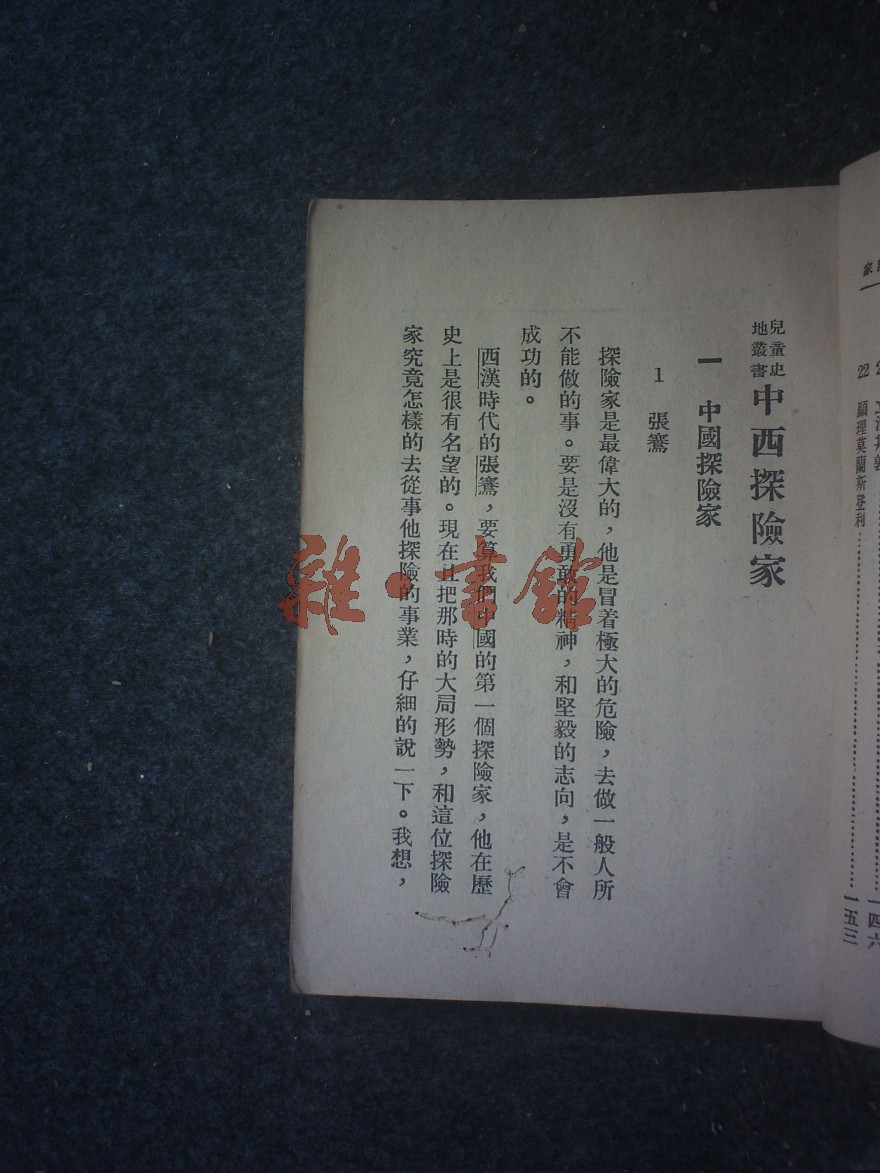 兒童史
地叢書
中西探險家
一 中國探險家
1 張騫
探險家是最偉大的，他是冒着極大的危險，去做一般人所
不能做的事。要是沒有勇敢的精神，和堅毅的志向，是不會
成功的。
西漢時代的張騫，要算我們中國的第一個探險家，他在歷
史上是很有名望的。現在且把那時的大局形勢，和這位探險
家究竟怎樣的去從事他探險的事業，仔細的說一下。我想，
家
一四六
22 顯理莫蘭斯登利……一五三
雜·書館